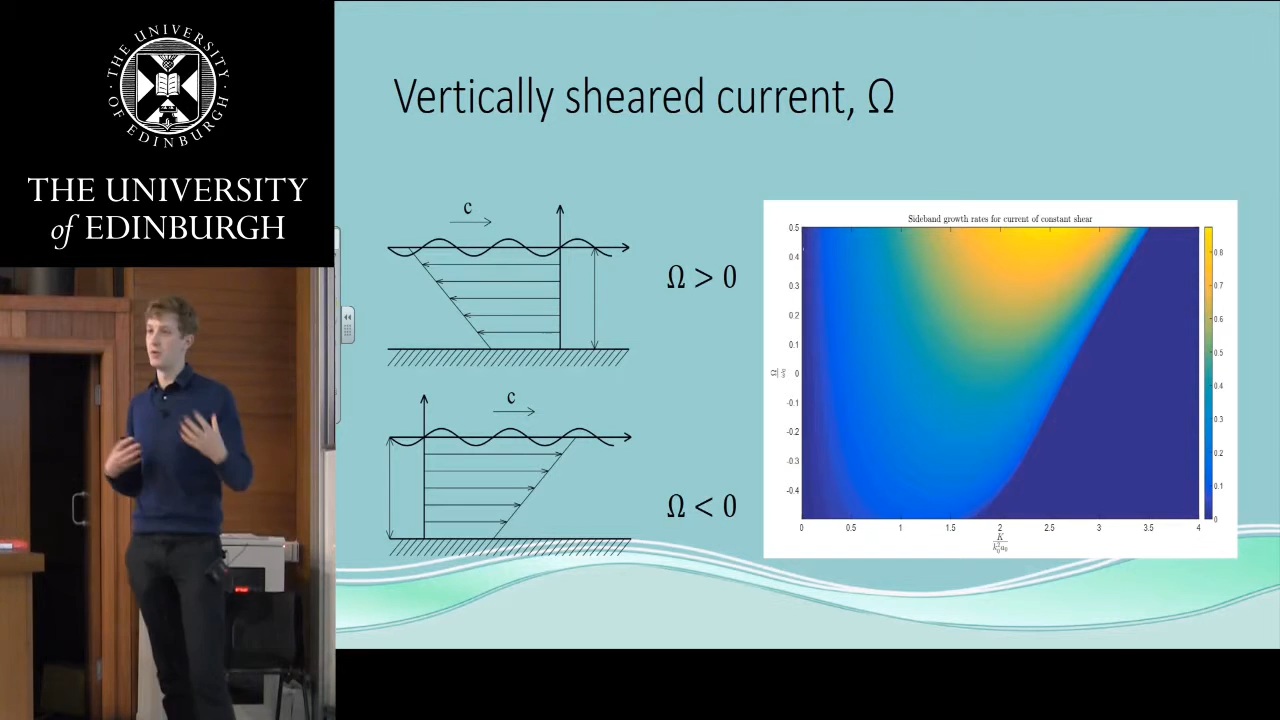 THE UNIVERSITY OF EDINBURGH
THE UNIVERSITY
of EDINBURGH
Vertically sheared current, Ω
c
Ω > 0
c
Ω < 0
Sideband growth rates for current of constant shear
0.5
0.4
0.3
0.2
0.1
0
-0.1
-0.2
-0.3
-0.4
0 0.5 1 1.5 2 2.5 3 3.5 4
0.8
0.7
0.6
0.5
0.4
0.3
0.2
0.1
0